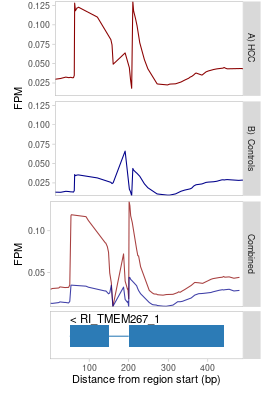 0.125
0.100
0.075
0.050
0.025
FPM
A) HCC
0.125
0.100
0.075
0.050
0.025
B) Controls
0.10
0.05
FPM
Combined
< RI_TMEM267_1
100
200
300
400
Distance from region start (bp)